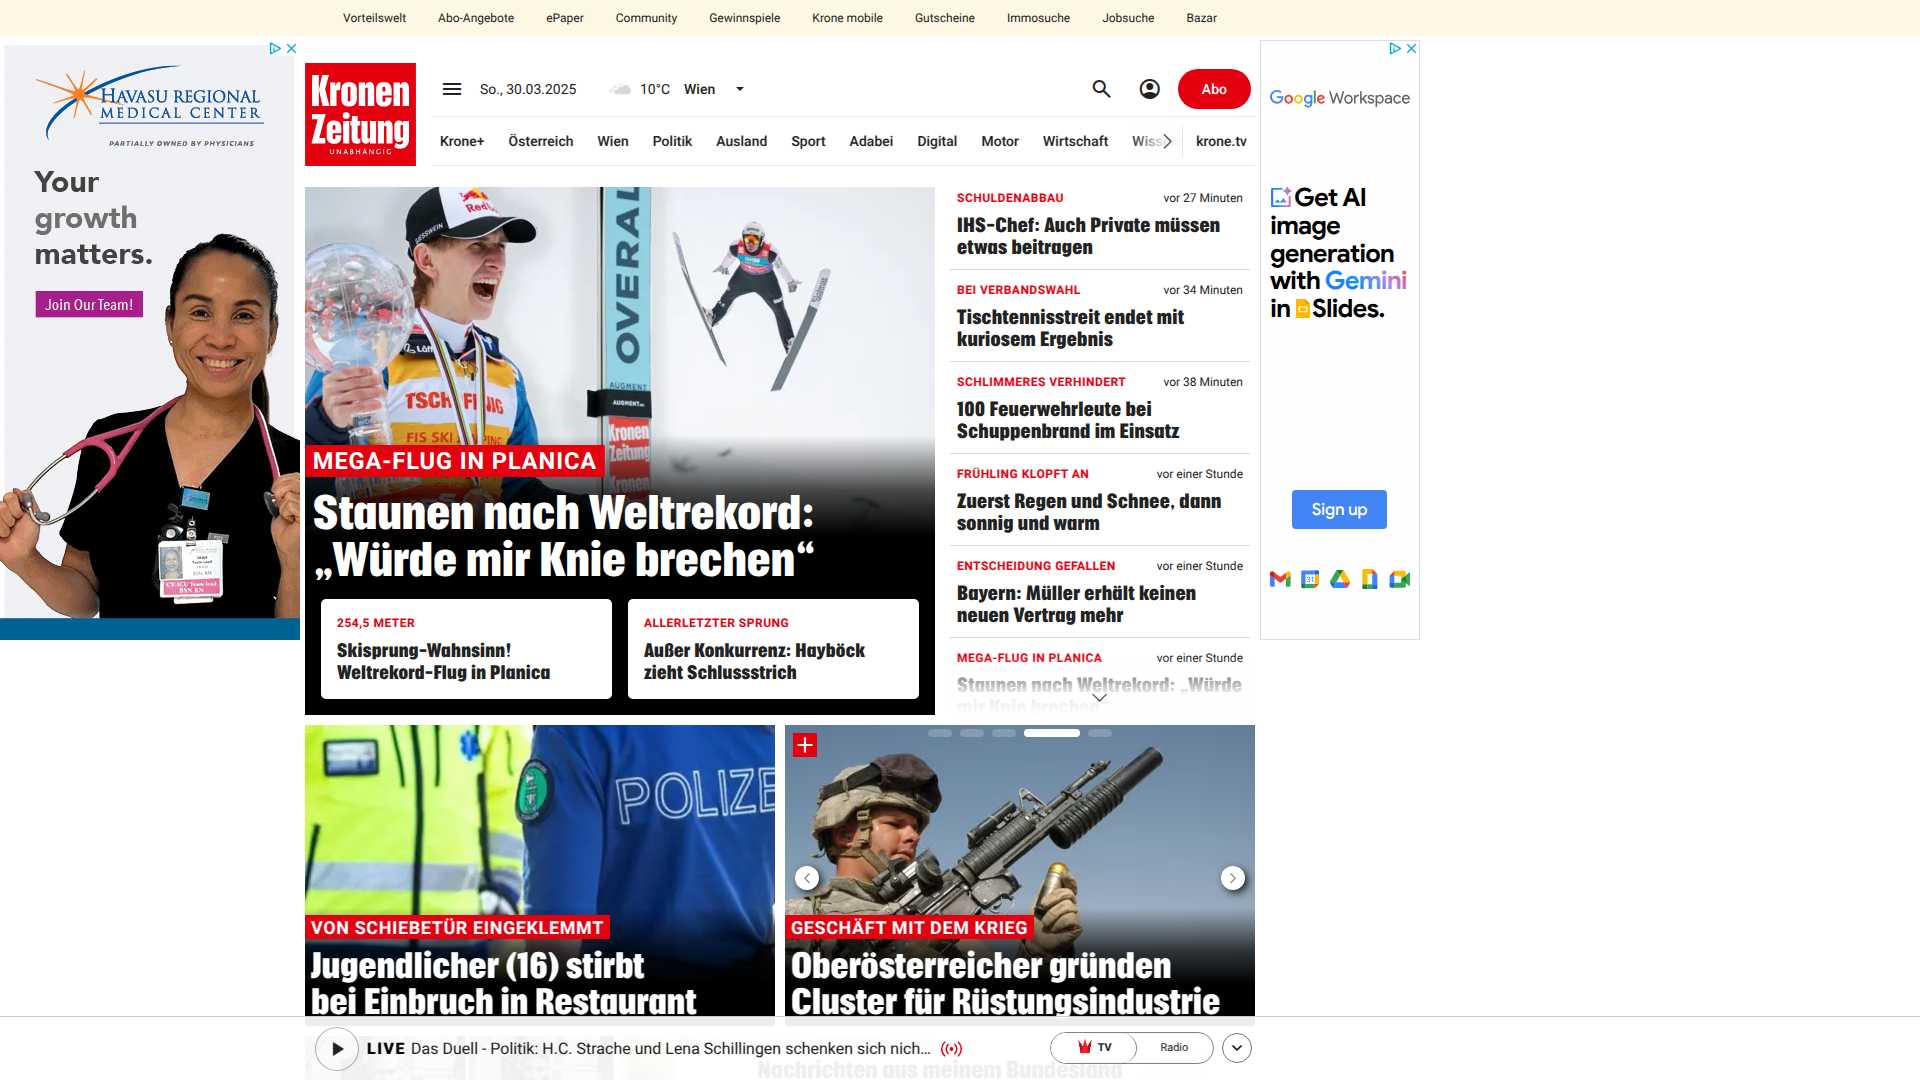 Vorteilswelt
Abo-Angebote
ePaper
Community
Gewinnspiele
Krone mobile
Gutscheine
Immosuche
Jobsuche
Bazar
HAVASU REGIONAL
MEDICAL CENTER
PARTIALLY OWNED BY PHYSICIANS
Your
growth
matters.
Join Our Team!
Kronen
Zeitung
UNABHÄNGIG
So., 30.03.2025
10°C
Wien
Abo
Krone+
Österreich
Wien
Politik
Ausland
Sport
Adabei
Digital
Motor
Wirtschaft
Wiss
krone.tv
Red
OVERALL
AUGMENT
Kronen
Zeitung
MEGA-FLUG IN PLANICA
Staunen nach Weltrekord:
„Würde mir Knie brechen“
254,5 METER
Skisprung-Wahnsinn!
Weltrekord-Flug in Planica
ALLERLETZTER SPRUNG
Außer Konkurrenz: Hayböck
zieht Schlussstrich
SCHULDENABBAU
vor 27 Minuten
IHS-Chef: Auch Private müssen
etwas beitragen
BEI VERBANDSWAHL
vor 34 Minuten
Tischtennisstreit endet mit
kuriosem Ergebnis
SCHLIMMERES VERHINDERT
vor 38 Minuten
100 Feuerwehrleute bei
Schuppenbrand im Einsatz
FRÜHLING KLOPFT AN
vor einer Stunde
Zuerst Regen und Schnee, dann
sonnig und warm
ENTSCHEIDUNG GEFALLEN
vor einer Stunde
Bayern: Müller erhält keinen
neuen Vertrag mehr
MEGA-FLUG IN PLANICA
vor einer Stunde
Staunen nach Weltrekord: „Würde
mir Knie brechen“
Google Workspace
Get AI
image
generation
with Gemini
in Slides.
Sign up
POLIZE
VON SCHIEBETÜR EINGEKLEMMT
Jugendlicher (16) stirbt
bei Einbruch in Restaurant
GESCHÄFT MIT DEM KRIEG
Oberösterreicher gründen
Cluster für Rüstungsindustrie
LIVE Das Duell - Politik: H.C. Strache und Lena Schillingen schenken sich nich...
TV
Radio
Nachrichten aus meinem Bundesland